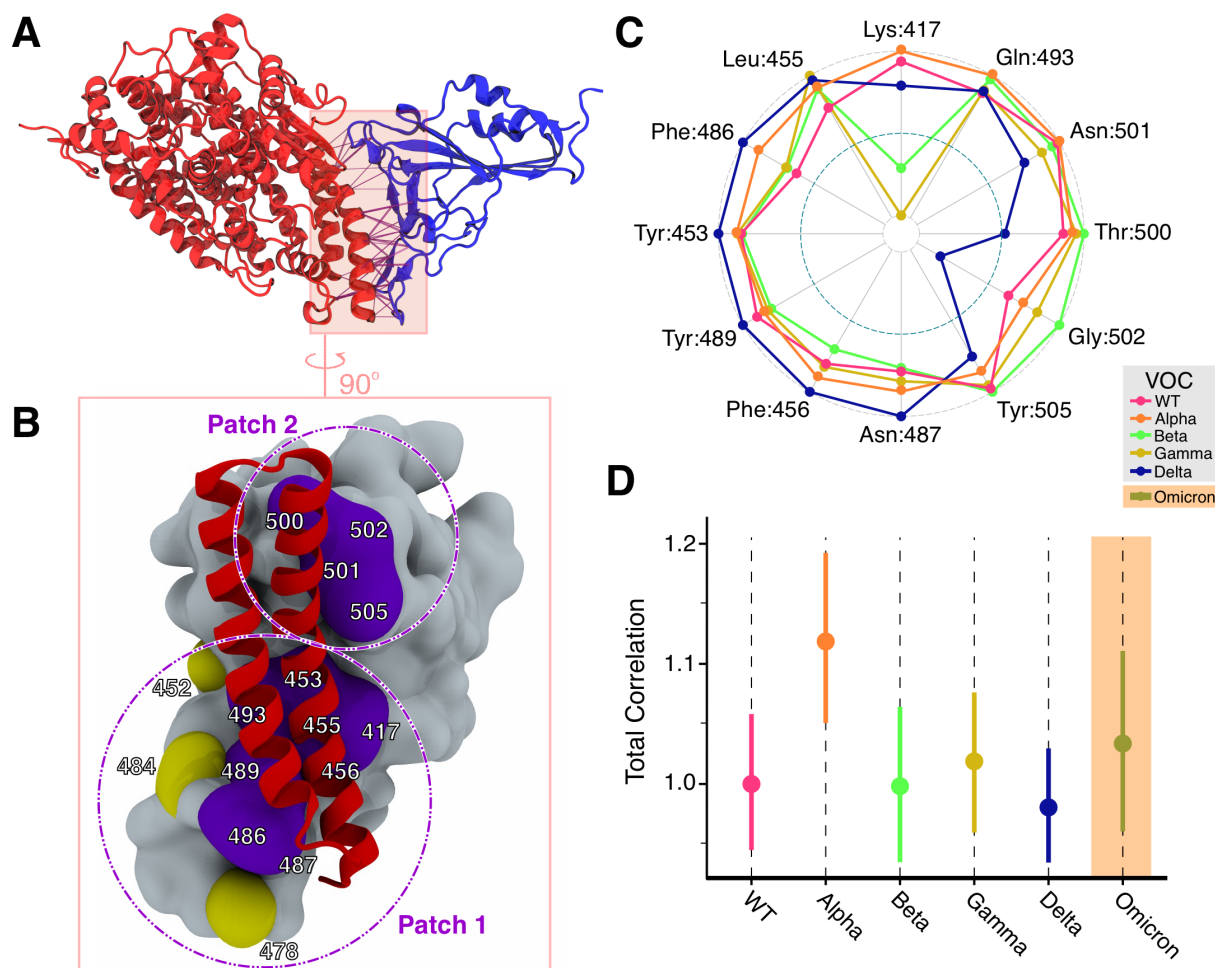 A
90°
B
Patch 2
500
502
501
505
452
453
493
455
417
484
489
456
486
487
478
Patch 1
C
Lys:417
Gln:493
Leu:455
Asn:501
Phe:486
Tyr:453
Thr:500
Tyr:489
Gly:502
Phe:456
Asn:487
Tyr:505
VOC
WT
Alpha
Beta
Gamma
Delta
Omicron
D
Total Correlation
1.2
1.10
1.0
WT
Alpha
Beta
Gamma
Delta
Omicron